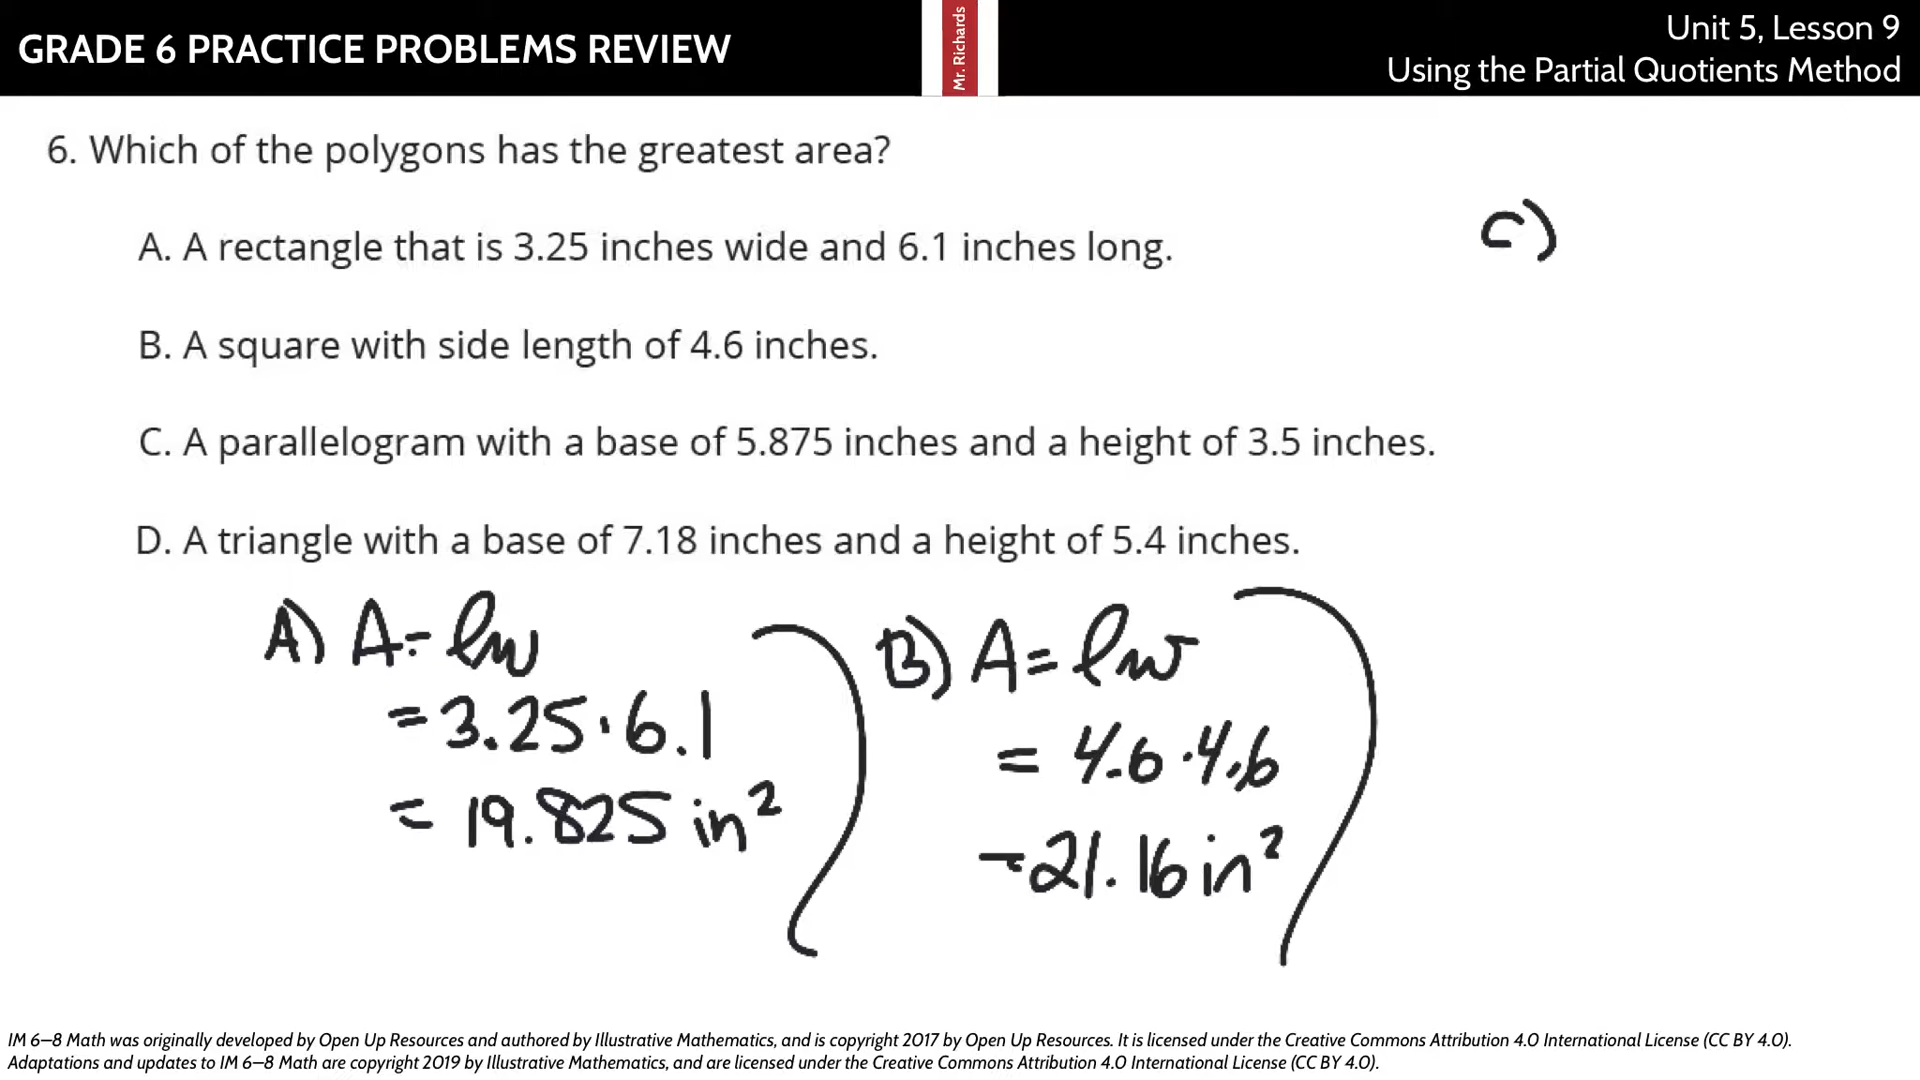 GRADE 6 PRACTICE PROBLEMS REVIEW
Mr. Richards
Unit 5, Lesson 9
Using the Partial Quotients Method
6. Which of the polygons has the greatest area?
A. A rectangle that is 3.25 inches wide and 6.1 inches long.
C)
B. A square with side length of 4.6 inches.
C. A parallelogram with a base of 5.875 inches and a height of 3.5 inches.
D. A triangle with a base of 7.18 inches and a height of 5.4 inches.
A) A = lw
= 3.25 · 6.1
= 19.825 in²
B) A = lw
= 4.6 · 4.6
= 21.16 in²
IM 6–8 Math was originally developed by Open Up Resources and authored by Illustrative Mathematics, and is copyright 2017 by Open Up Resources. It is licensed under the Creative Commons Attribution 4.0 International License (CC BY 4.0).
Adaptations and updates to IM 6–8 Math are copyright 2019 by Illustrative Mathematics, and are licensed under the Creative Commons Attribution 4.0 International License (CC BY 4.0).